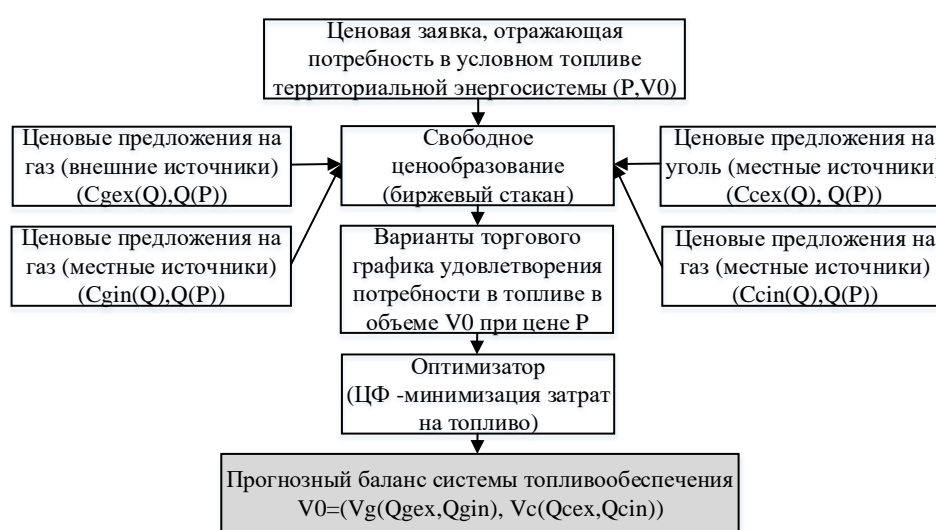 Ценовая заявка, отражающая
потребность в условном топливе
территориальной энергосистемы (P,V0)
Ценовые предложения на
газ (внешние источники)
(Cgex(Q),Q(P))
Свободное
ценообразование
(биржевый стакан)
Ценовые предложения на
уголь (местные источники)
(Ccex(Q), Q(P))
Ценовые предложения на
газ (местные источники)
(Cgin(Q),Q(P))
Варианты торгового
графика удовлетворения
потребности в топливе в
объеме V0 при цене P
Ценовые предложения на
газ (местные источники)
(Ccin(Q),Q(P))
Оптимизатор
(ЦФ -минимизация затрат
на топливо)
Прогнозный баланс системы топливообеспечения
V0=(Vg(Qgex,Qgin), Vc(Qcex,Qcin))